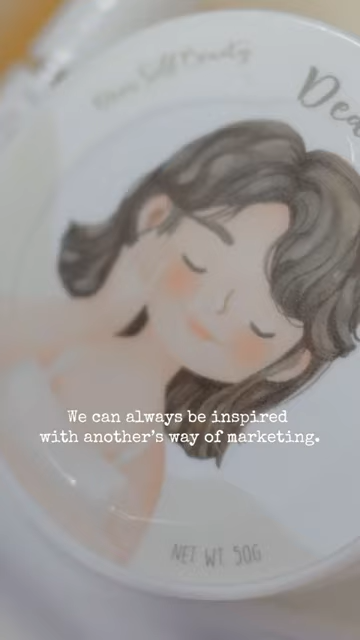 Dea
We can always be inspired
with another's way of marketing.
NET WT. 50G